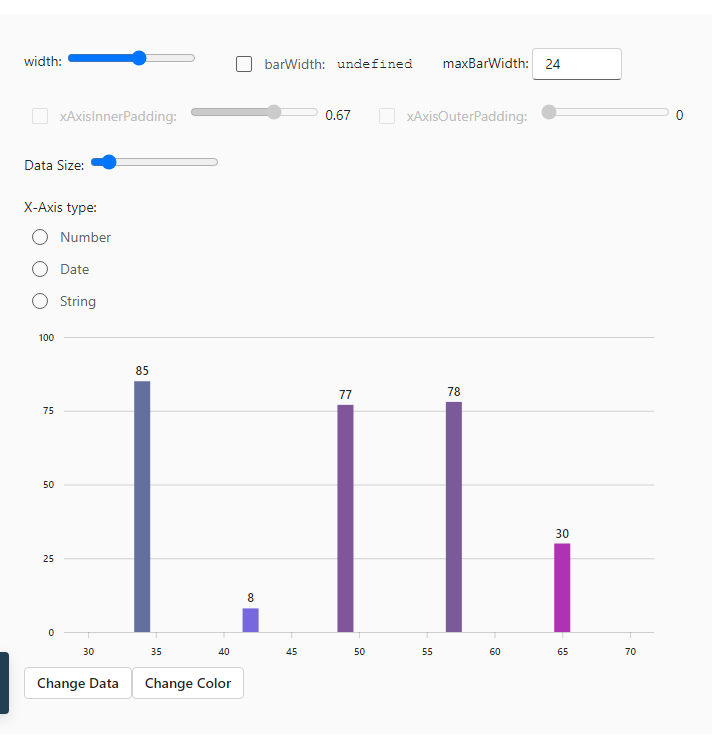 width: barWidth: undefined maxBarWidth: 24
xAxisInnerPadding: 0.67 xAxisOuterPadding: 0
Data Size:
X-Axis type:
Number
Date
String
100
85
78
77
75
50
30
25
8
0
30 35 40 45 50 55 60 65 70
Change Data Change Color